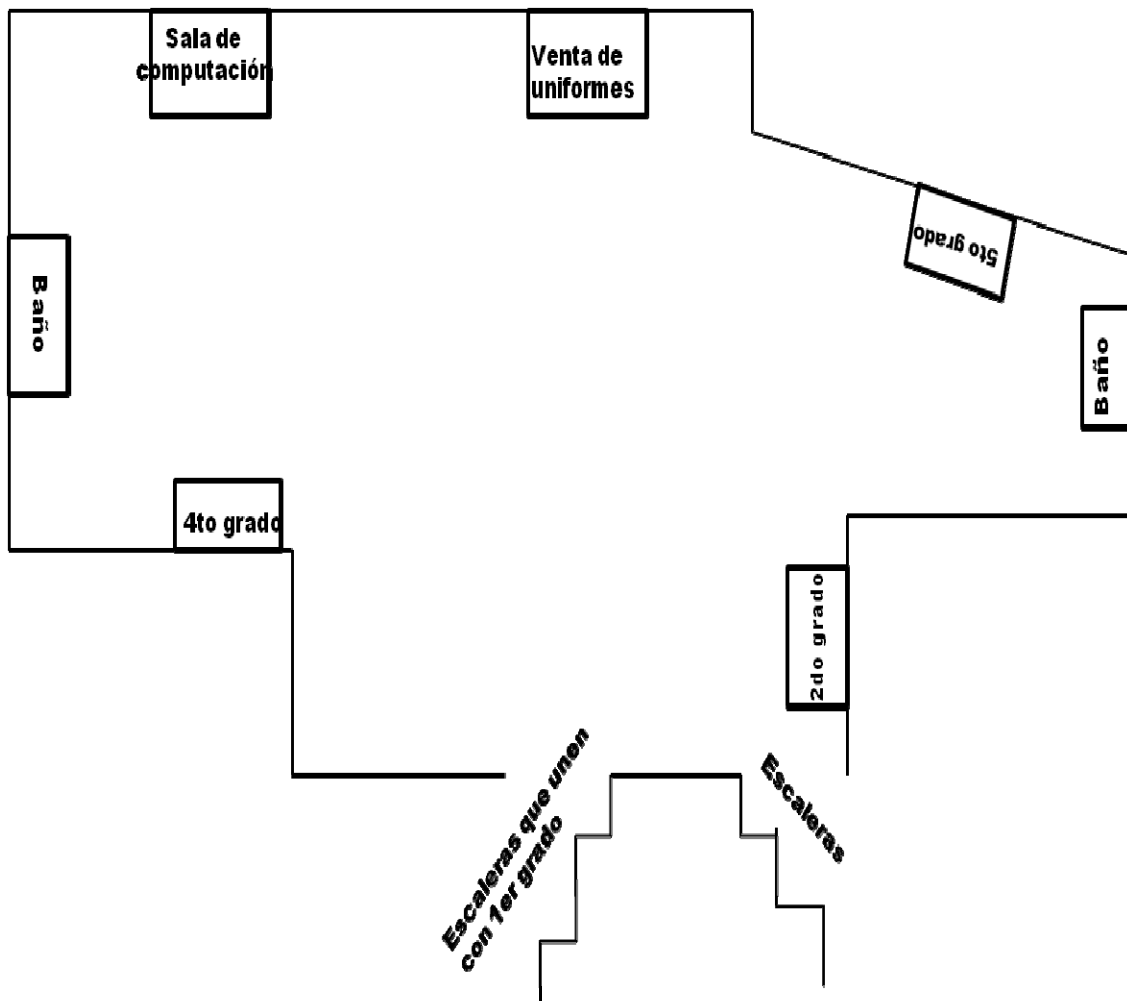 Sala de
computación
Venta de
uniformes
5to grado
Baño
Baño
4to grado
2do grado
Escaleras que unen
con 1er grado
Escaleras